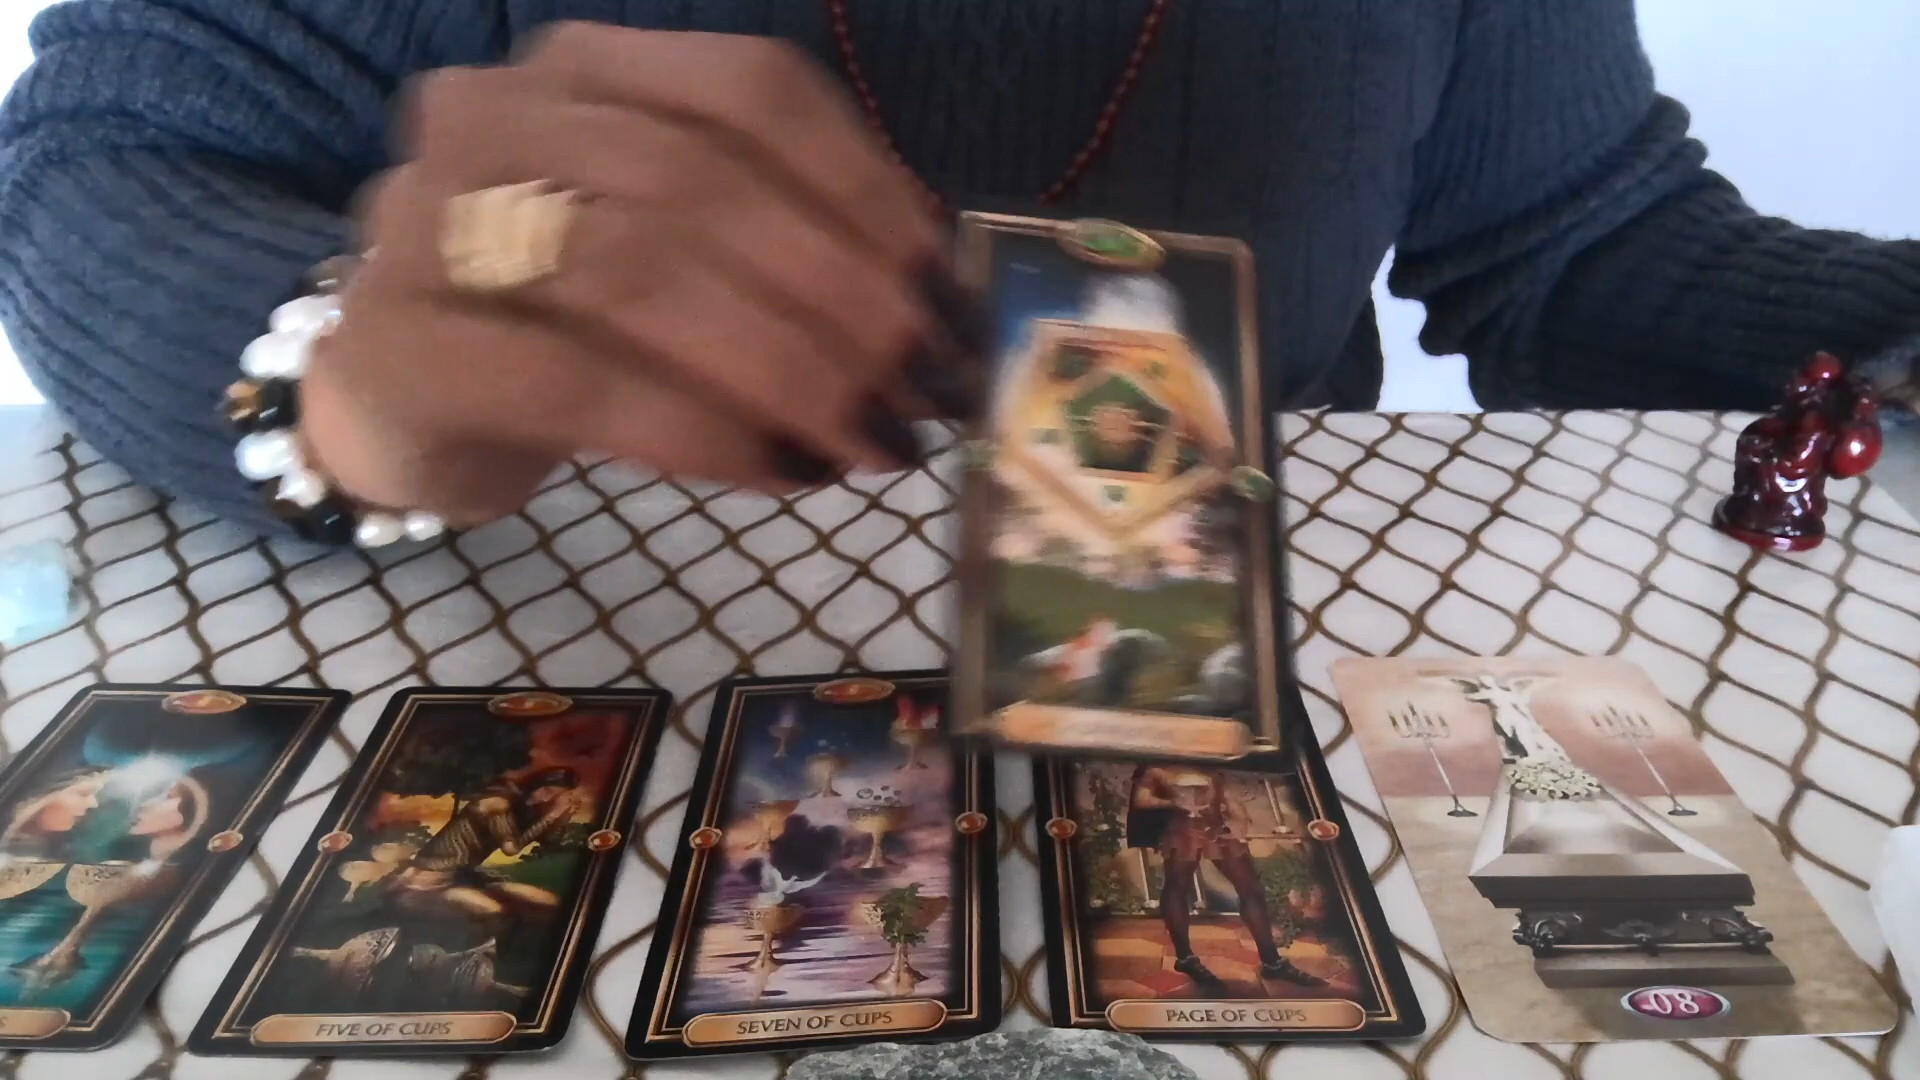 S
FIVE OF CUPS
SEVEN OF CUPS
PAGE OF CUPS
08